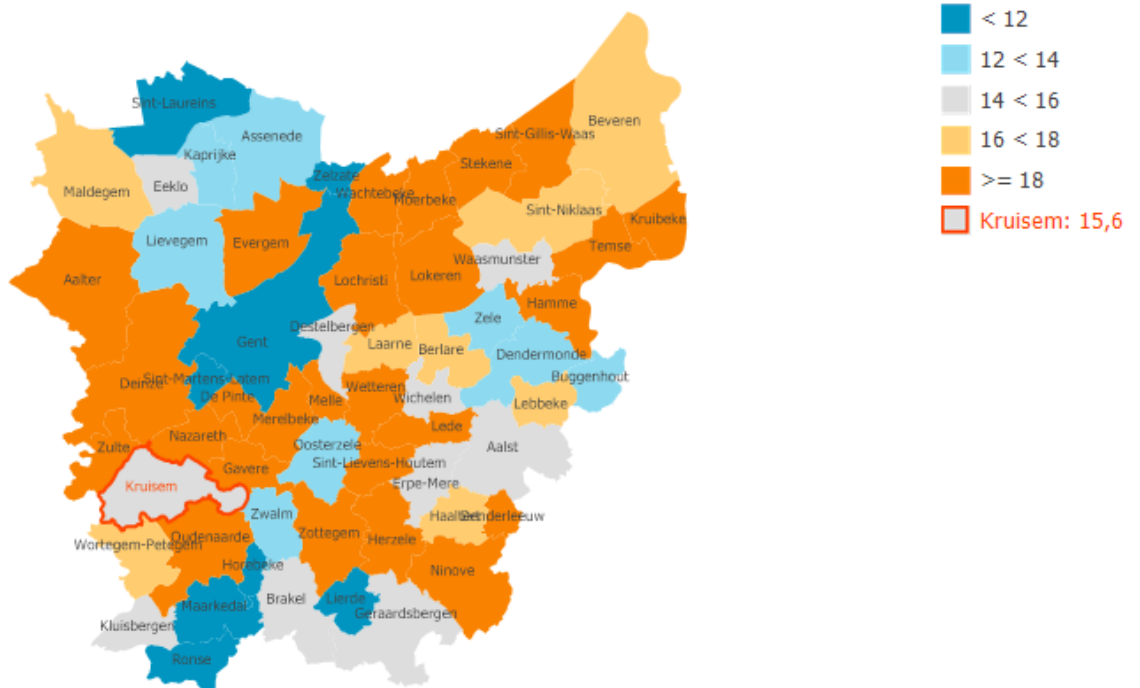 < 12
12 < 14
14 < 16
16 < 18
>= 18
Kruisem: 15,6
Sint-Laureins
Assenede
Kaprijke
Beveren
Sint-Gillis-Waas
Stekene
Maldegem
Eeklo
Zelzate
Wachtebeke
Moerbeke
Sint-Niklaas
Kruibeke
Lievegem
Evergem
Temse
Waasmunster
Aalter
Lochristi
Lokeren
Hamme
Destelbergen
Zele
Gent
Laarne
Berlare
Dendermonde
Buggenhout
Deinze
Sint-Martens-Latem
De Pinte
Melle
Wetteren
Wichelen
Lebbeke
Merelbeke
Lede
Nazareth
Zulte
Oosterzele
Aalst
Gavere
Sint-Lievens-Houtem
Erpe-Mere
Kruisem
Zwalm
Haaltert
Denderleeuw
Wortegem-Petegem
Oudenaarde
Zottegem
Herzele
Horebeke
Ninove
Maarkedal
Brakel
Lierde
Geraardsbergen
Kluisbergen
Ronse